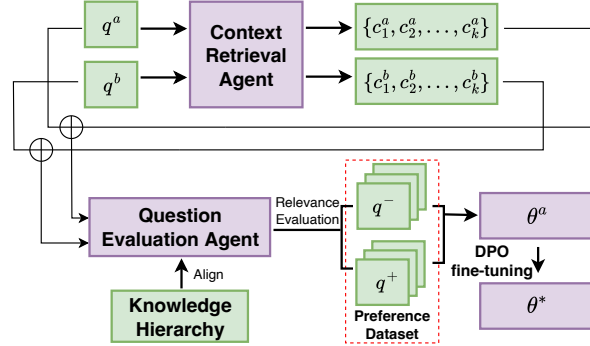 q^a
Context
Retrieval
Agent
{c_1^a, c_2^a, . . . , c_k^a}
q^b
{c_1^b, c_2^b, . . . , c_k^b}
Question
Evaluation Agent
Relevance
Evaluation
q^-
q^+
Preference
Dataset
θ^a
DPO
fine-tuning
θ^*
Align
Knowledge
Hierarchy